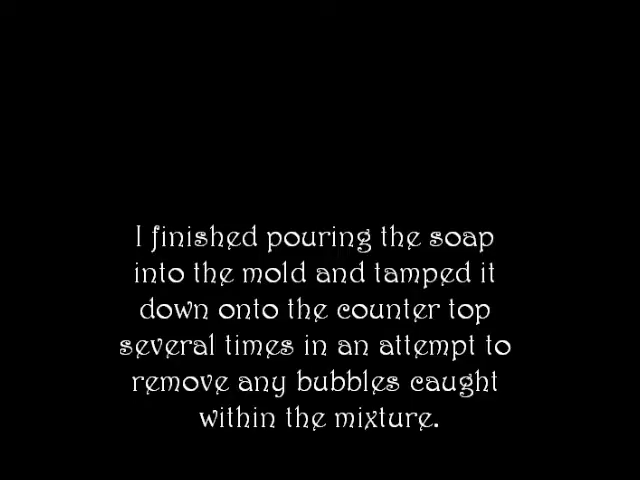 I finished pouring the soap
into the mold and tamped it
down onto the counter top
several times in an attempt to
remove any bubbles caught
within the mixture.